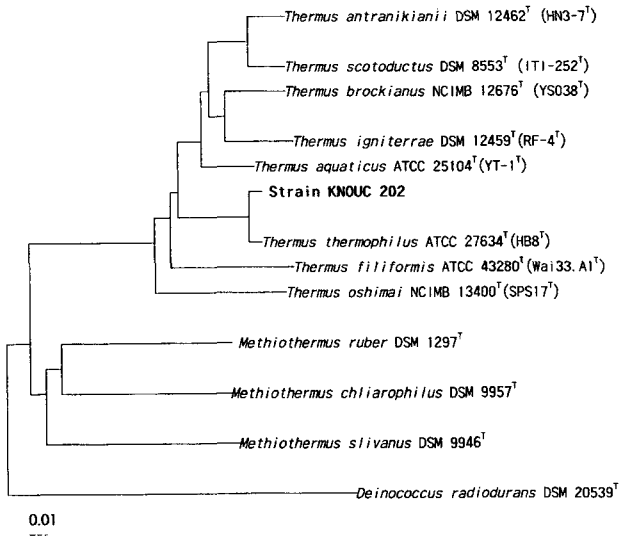 Thermus antranikianii DSM 12462ᵀ (HN3-7ᵀ)
Thermus scotoductus DSM 8553ᵀ (ITI-252ᵀ)
Thermus brockianus NCIMB 12676ᵀ (YS038ᵀ)
Thermus igniterrae DSM 12459ᵀ(RF-4ᵀ)
Thermus aquaticus ATCC 25104ᵀ(YT-1ᵀ)
Strain KNOUC 202
Thermus thermophilus ATCC 27634ᵀ(HB8ᵀ)
Thermus filiformis ATCC 43280ᵗ(Wai33.A1ᵀ)
Thermus oshimai NCIMB 13400ᵀ(SPS17ᵀ)
Methiothermus ruber DSM 1297ᵀ
Methiothermus chliarophilus DSM 9957ᵀ
Methiothermus slivanus DSM 9946ᵀ
Deinococcus radiodurans DSM 20539ᵀ
0.01